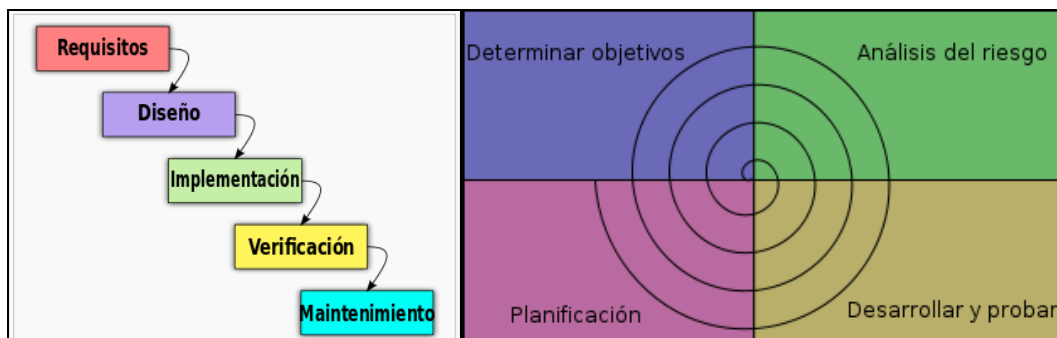 Requisitos
Diseño
Implementación
Verificación
Maintenimiento
Determinar objetivos
Análisis del riesgo
Planificación
Desarrollar y probar